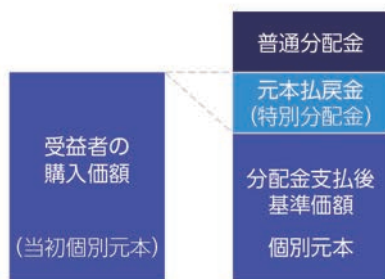 受益者の
購入価額
(当初個別元本)
普通分配金
元本払戻金
(特別分配金)
分配金支払後
基準価額
個別元本